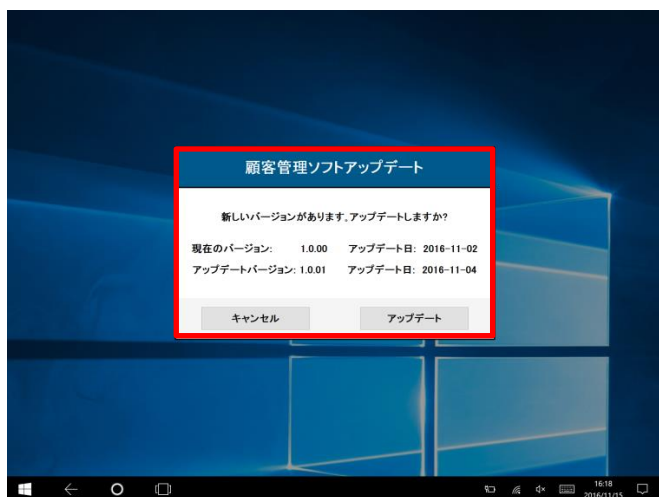 顧客管理ソフトアップデート
新しいバージョンがあります,アップデートしますか?
現在のバージョン: 1.0.00 アップデート日: 2016-11-02
アップデートバージョン: 1.0.01 アップデート日: 2016-11-04
キャンセル アップデート
16:18
2016/11/15